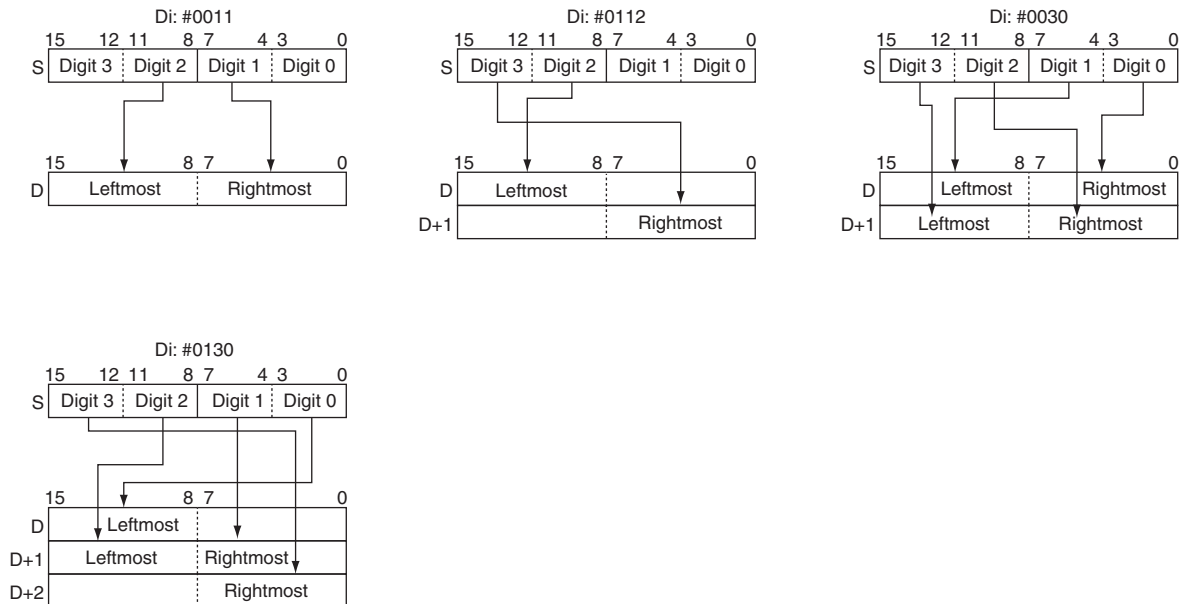 Di: #0011
15 12 11 8 7 4 3 0
S Digit 3 Digit 2 Digit 1 Digit 0
15 8 7 0
D Leftmost Rightmost
Di: #0112
15 12 11 8 7 4 3 0
S Digit 3 Digit 2 Digit 1 Digit 0
15 8 7 0
D Leftmost
D+1 Rightmost
Di: #0030
15 12 11 8 7 4 3 0
S Digit 3 Digit 2 Digit 1 Digit 0
15 8 7 0
D Leftmost Rightmost
D+1 Leftmost Rightmost
Di: #0130
15 12 11 8 7 4 3 0
S Digit 3 Digit 2 Digit 1 Digit 0
15 8 7 0
D Leftmost
D+1 Leftmost Rightmost
D+2 Rightmost